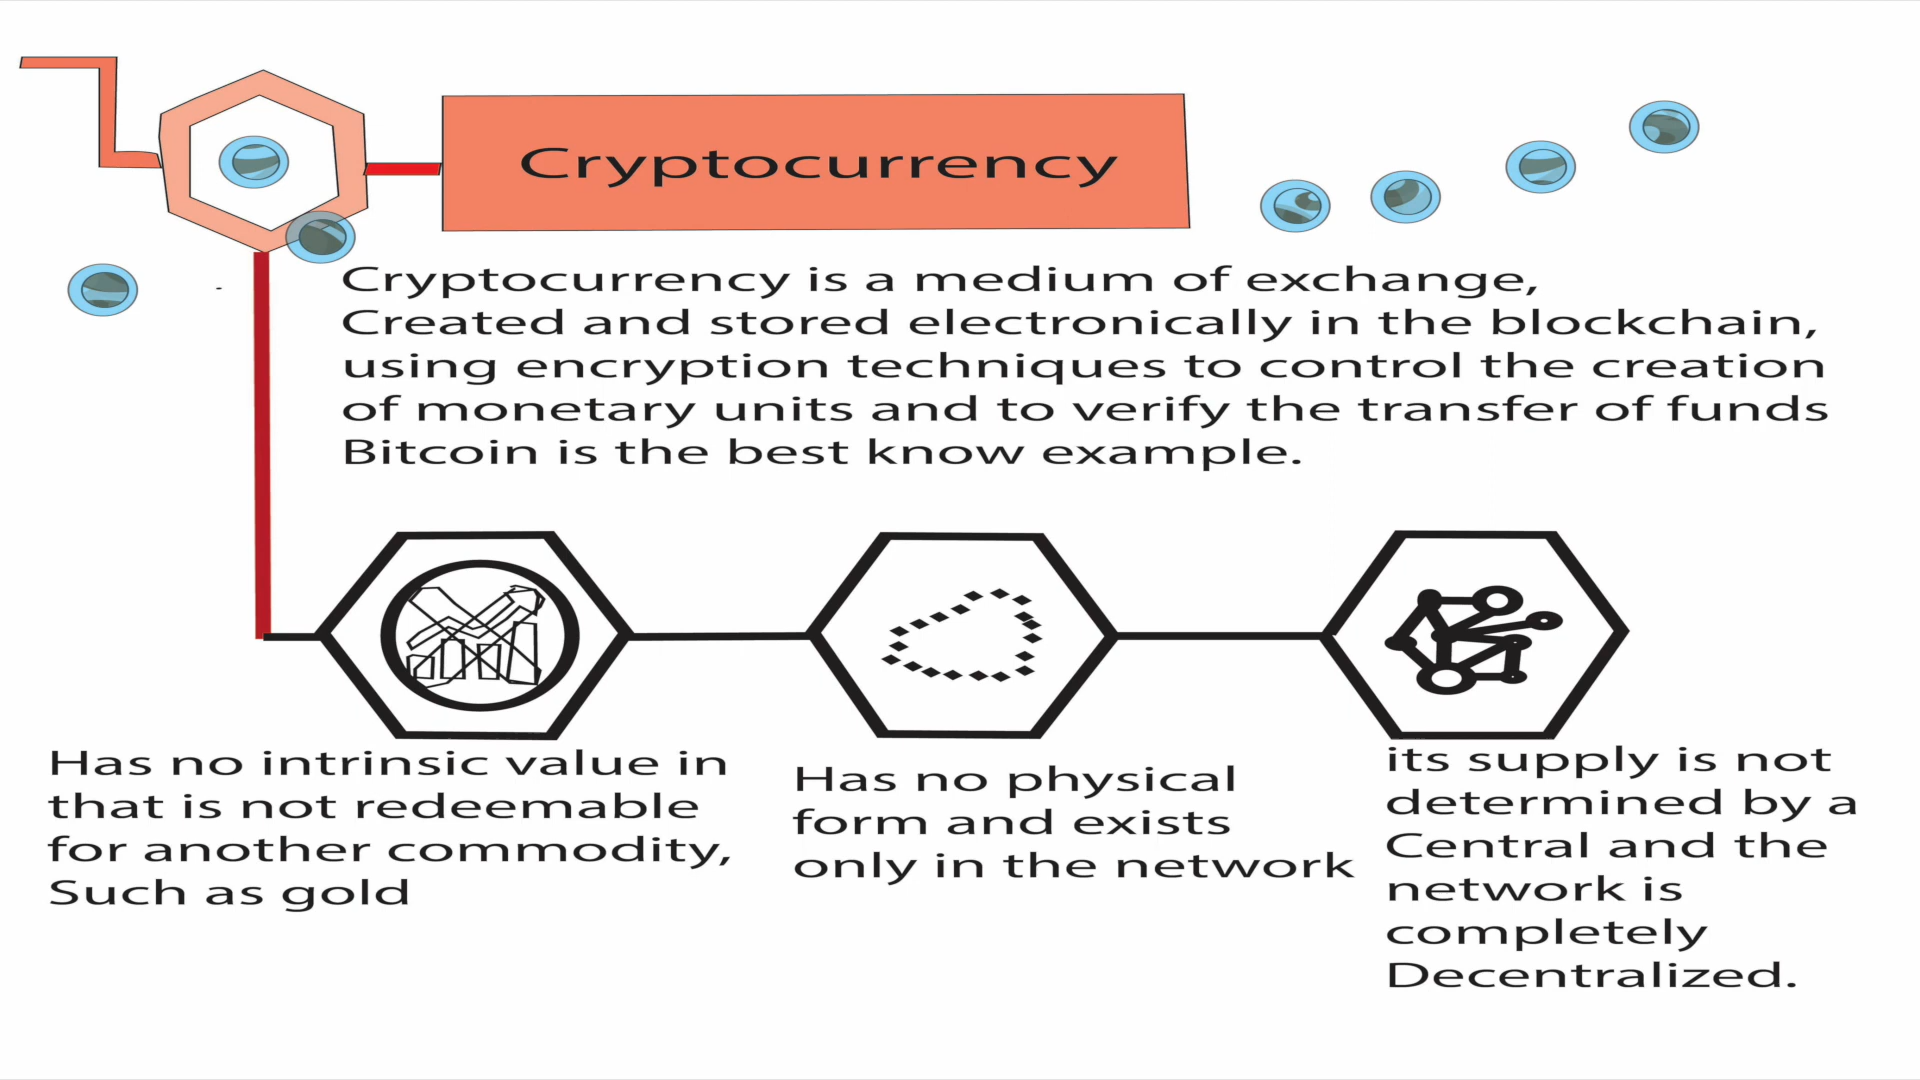 Cryptocurrency
Cryptocurrency is a medium of exchange,
Created and stored electronically in the blockchain,
using encryption techniques to control the creation
of monetary units and to verify the transfer of funds
Bitcoin is the best know example.
Has no intrinsic value in
that is not redeemable
for another commodity,
Such as gold
Has no physical
form and exists
only in the network
its supply is not
determined by a
Central and the
network is
completely
Decentralized.